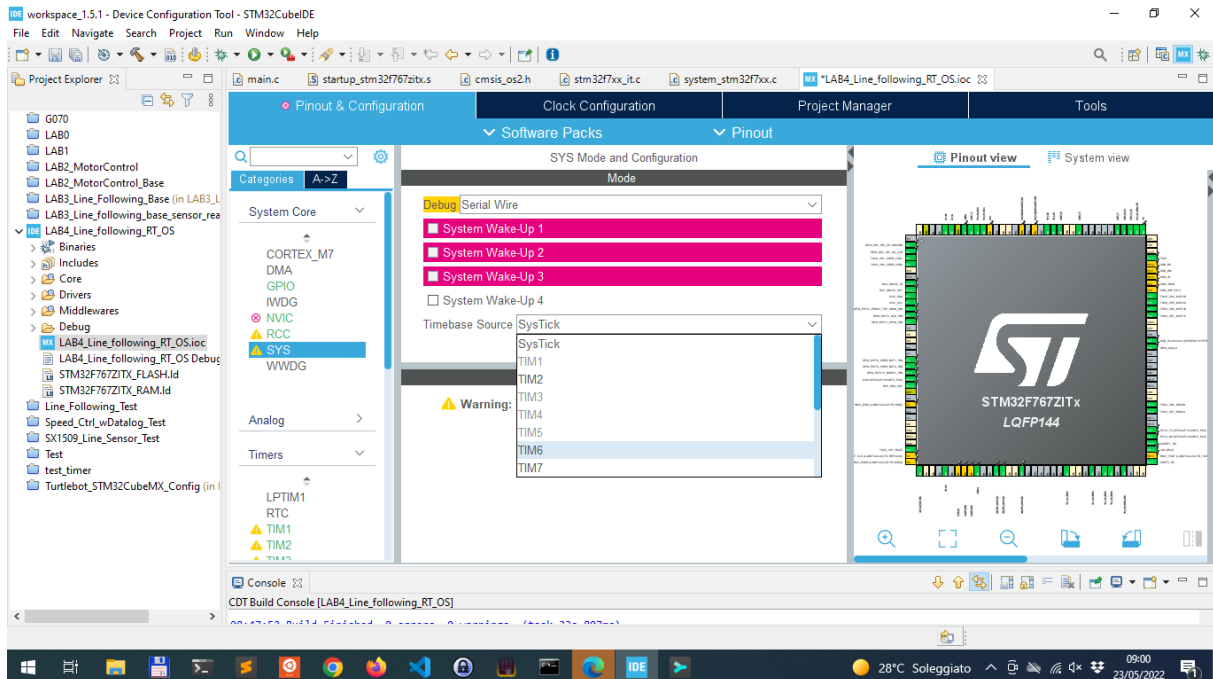 workspace_1.5.1 - Device Configuration Tool - STM32CubeIDE
File Edit Navigate Search Project Run Window Help
Project Explorer
main.c
startup_stm32f767zitx.s
cmsis_os2.h
stm32f7xx_it.c
system_stm32f7xx.c
*LAB4_Line_following_RT_OS.ioc
G070
LAB0
LAB1
LAB2_MotorControl
LAB2_MotorControl_Base
LAB3_Line_Following_Base (in LAB3_L
LAB3_Line_following_base_sensor_rea
LAB4_Line_following_RT_OS
Binaries
Includes
Core
Drivers
Middlewares
Debug
LAB4_Line_following_RT_OS.ioc
LAB4_Line_following_RT_OS Debug
STM32F767ZITX_FLASH.ld
STM32F767ZITX_RAM.ld
Line_Following_Test
Speed_Ctrl_wDatalog_Test
SX1509_Line_Sensor_Test
Test
test_timer
Turtlebot_STM32CubeMX_Config (in l
Pinout & Configuration
Clock Configuration
Project Manager
Tools
Software Packs
Pinout
Categories
A->Z
System Core
CORTEX_M7
DMA
GPIO
IWDG
NVIC
RCC
SYS
WWDG
Analog
Timers
LPTIM1
RTC
TIM1
TIM2
TIM3
SYS Mode and Configuration
Mode
Debug Serial Wire
System Wake-Up 1
System Wake-Up 2
System Wake-Up 3
System Wake-Up 4
Timebase Source SysTick
SysTick
TIM1
TIM2
TIM3
TIM4
TIM5
TIM6
TIM7
Warning:
Pinout view
System view
STM32F767ZITx
LQFP144
Console
CDT Build Console [LAB4_Line_following_RT_OS]
IDE
28°C Soleggiato
09:00
23/05/2022